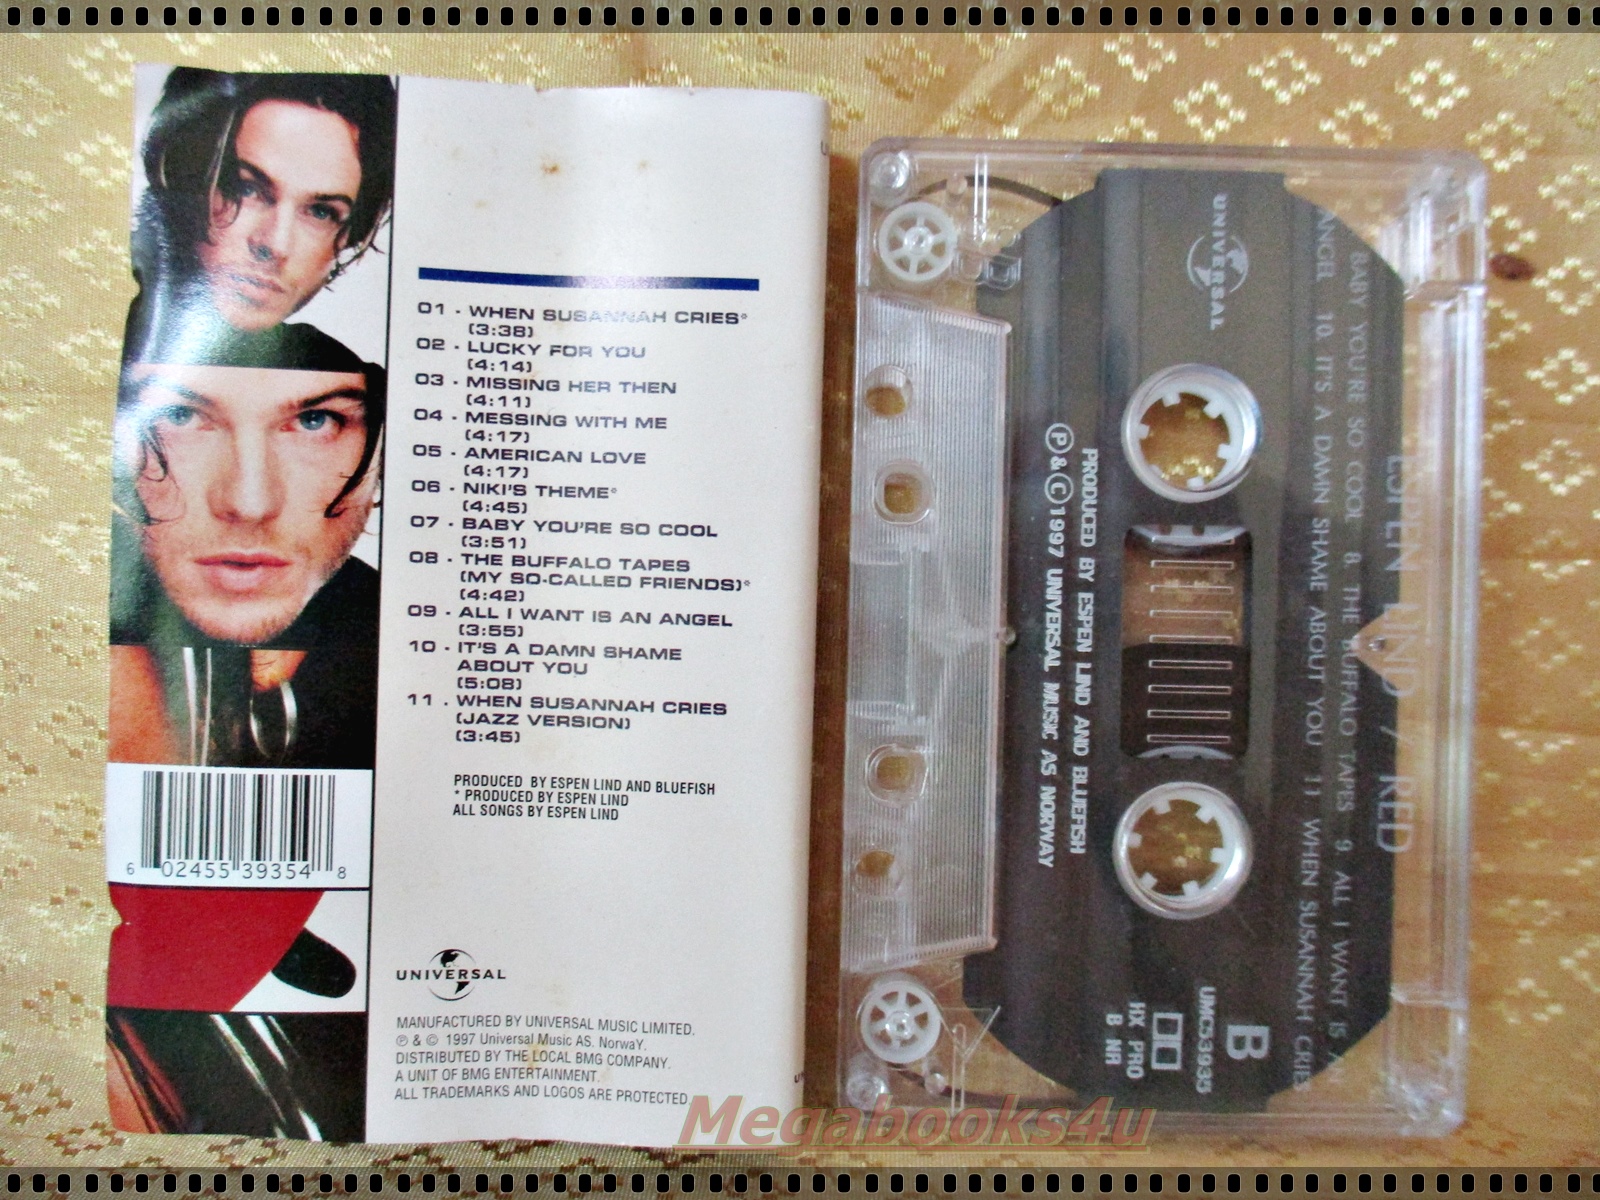 01 - WHEN SUSANNAH CRIES*
(3:38)
02 - LUCKY FOR YOU
(4:14)
03 - MISSING HER THEN
(4:11)
04 - MESSING WITH ME
(4:17)
05 - AMERICAN LOVE
(4:17)
06 - NIKI'S THEME*
(4:45)
07 - BABY YOU'RE SO COOL
(3:51)
08 - THE BUFFALO TAPES
(MY SO-CALLED FRIENDS)*
(4:42)
09 - ALL I WANT IS AN ANGEL
(3:55)
10 - IT'S A DAMN SHAME
ABOUT YOU
(5:08)
11 - WHEN SUSANNAH CRIES
(JAZZ VERSION)
(3:45)
PRODUCED BY ESPEN LIND AND BLUEFISH
* PRODUCED BY ESPEN LIND
ALL SONGS BY ESPEN LIND
6 02455 39354 8
UNIVERSAL
MANUFACTURED BY UNIVERSAL MUSIC LIMITED.
℗ & © 1997 Universal Music AS. NorwaY.
DISTRIBUTED BY THE LOCAL BMG COMPANY.
A UNIT OF BMG ENTERTAINMENT.
ALL TRADEMARKS AND LOGOS ARE PROTECTED
ESPEN LIND / RED
BABY YOU'RE SO COOL 8. THE BUFFALO TAPES 9. ALL I WANT IS AN
ANGEL 10. IT'S A DAMN SHAME ABOUT YOU 11. WHEN SUSANNAH CRIES
UNIVERSAL
B
UMC53935
HX PRO
B NR
PRODUCED BY ESPEN LIND AND BLUEFISH
℗ & © 1997 UNIVERSAL MUSIC AS NORWAY
Megabooks4u